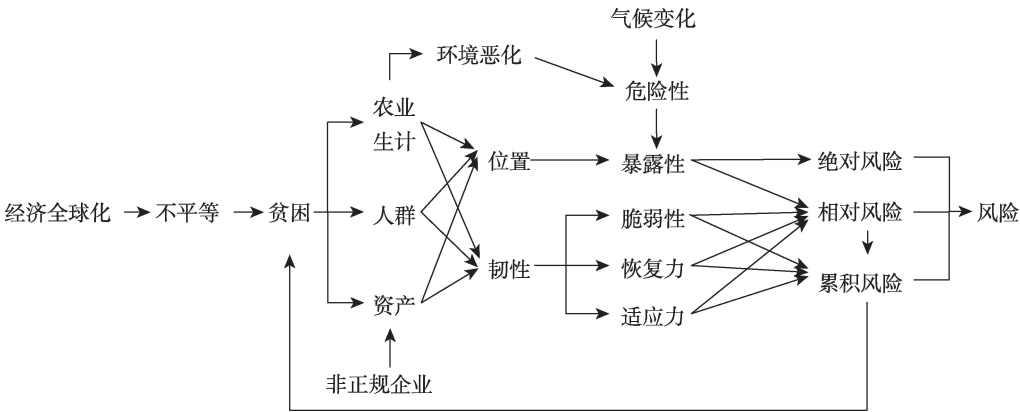 气候变化
环境恶化
危险性
农业
生计
位置
暴露性
绝对风险
经济全球化
不平等
贫困
人群
脆弱性
相对风险
风险
韧性
恢复力
累积风险
资产
适应力
非正规企业